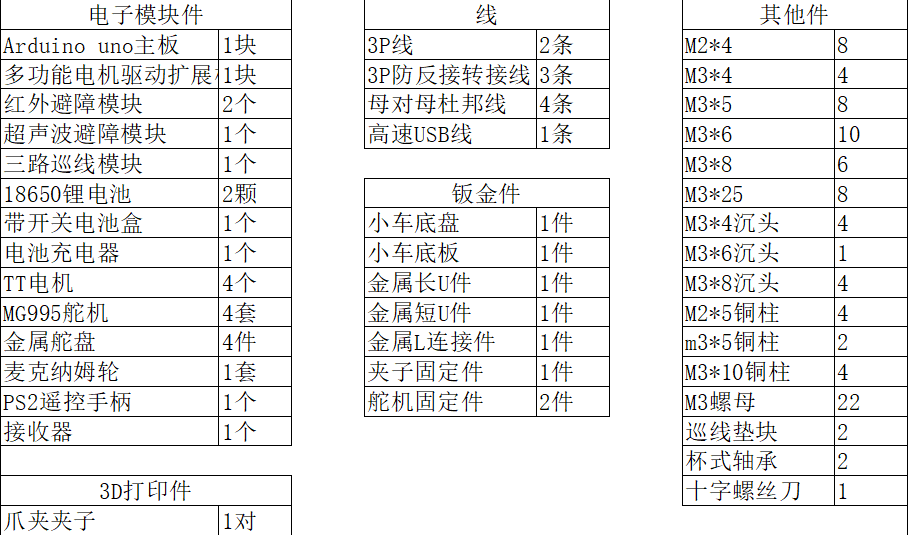 电子模块件
Arduino uno主板 1块
多功能电机驱动扩展 1块
红外避障模块 2个
超声波避障模块 1个
三路巡线模块 1个
18650锂电池 2颗
带开关电池盒 1个
电池充电器 1个
TT电机 4个
MG995舵机 4套
金属舵盘 4件
麦克纳姆轮 1套
PS2遥控手柄 1个
接收器 1个
3D打印件
爪夹夹子 1对
线
3P线 2条
3P防反接转接线 3条
母对母杜邦线 4条
高速USB线 1条
钣金件
小车底盘 1件
小车底板 1件
金属长U件 1件
金属短U件 1件
金属L连接件 1件
夹子固定件 1件
舵机固定件 2件
其他件
M2*4 8
M3*4 4
M3*5 8
M3*6 10
M3*8 6
M3*25 8
M3*4沉头 4
M3*6沉头 1
M3*8沉头 4
M2*5铜柱 4
m3*5铜柱 2
M3*10铜柱 4
M3螺母 22
巡线垫块 2
杯式轴承 2
十字螺丝刀 1